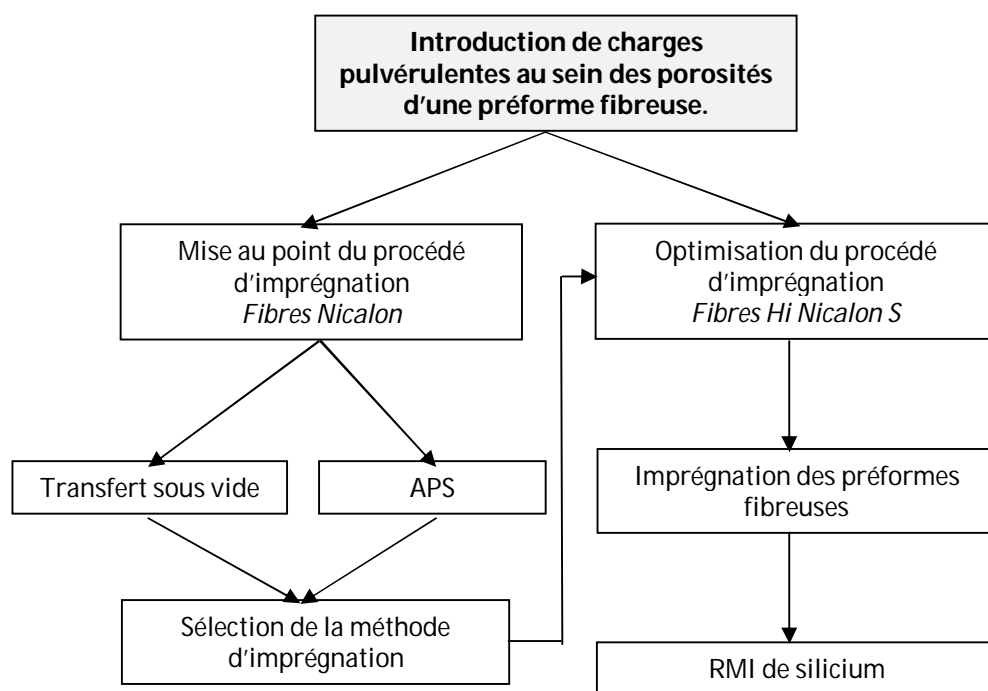 Introduction de charges
pulvérulentes au sein des porosités
d'une préforme fibreuse.
Mise au point du procédé
d'imprégnation
Fibres Nicalon
Optimisation du procédé
d'imprégnation
Fibres Hi Nicalon S
Transfert sous vide
APS
Imprégnation des préformes
fibreuses
Sélection de la méthode
d'imprégnation
RMI de silicium